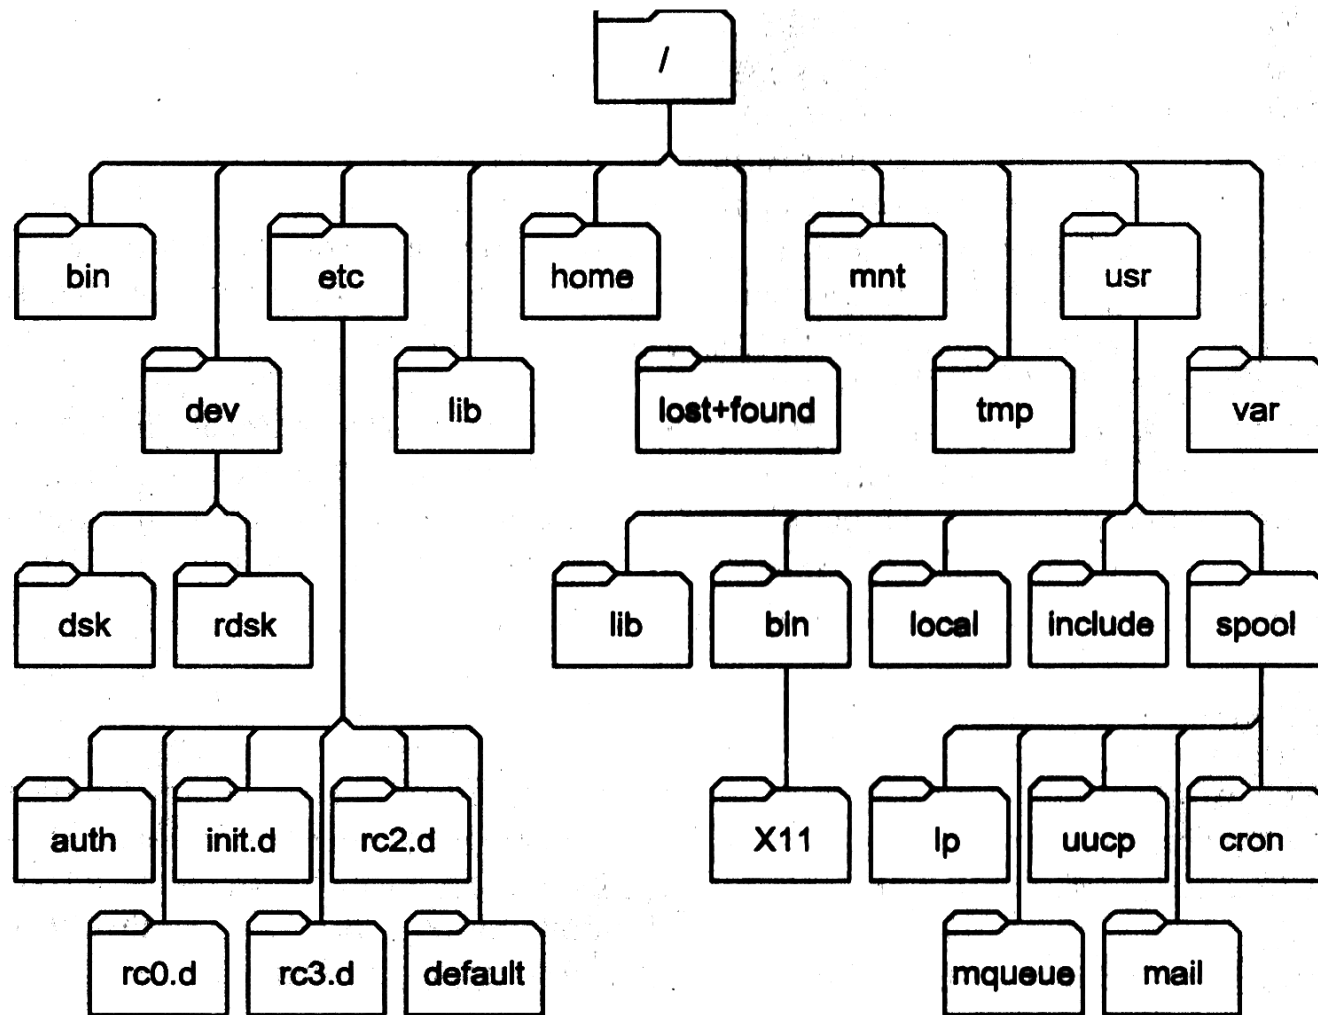 /
bin
etc
home
mnt
usr
dev
lib
lost+found
tmp
var
dsk
rdsk
lib
bin
local
include
spool
auth
init.d
rc2.d
X11
lp
uucp
cron
rc0.d
rc3.d
default
mqueue
mail